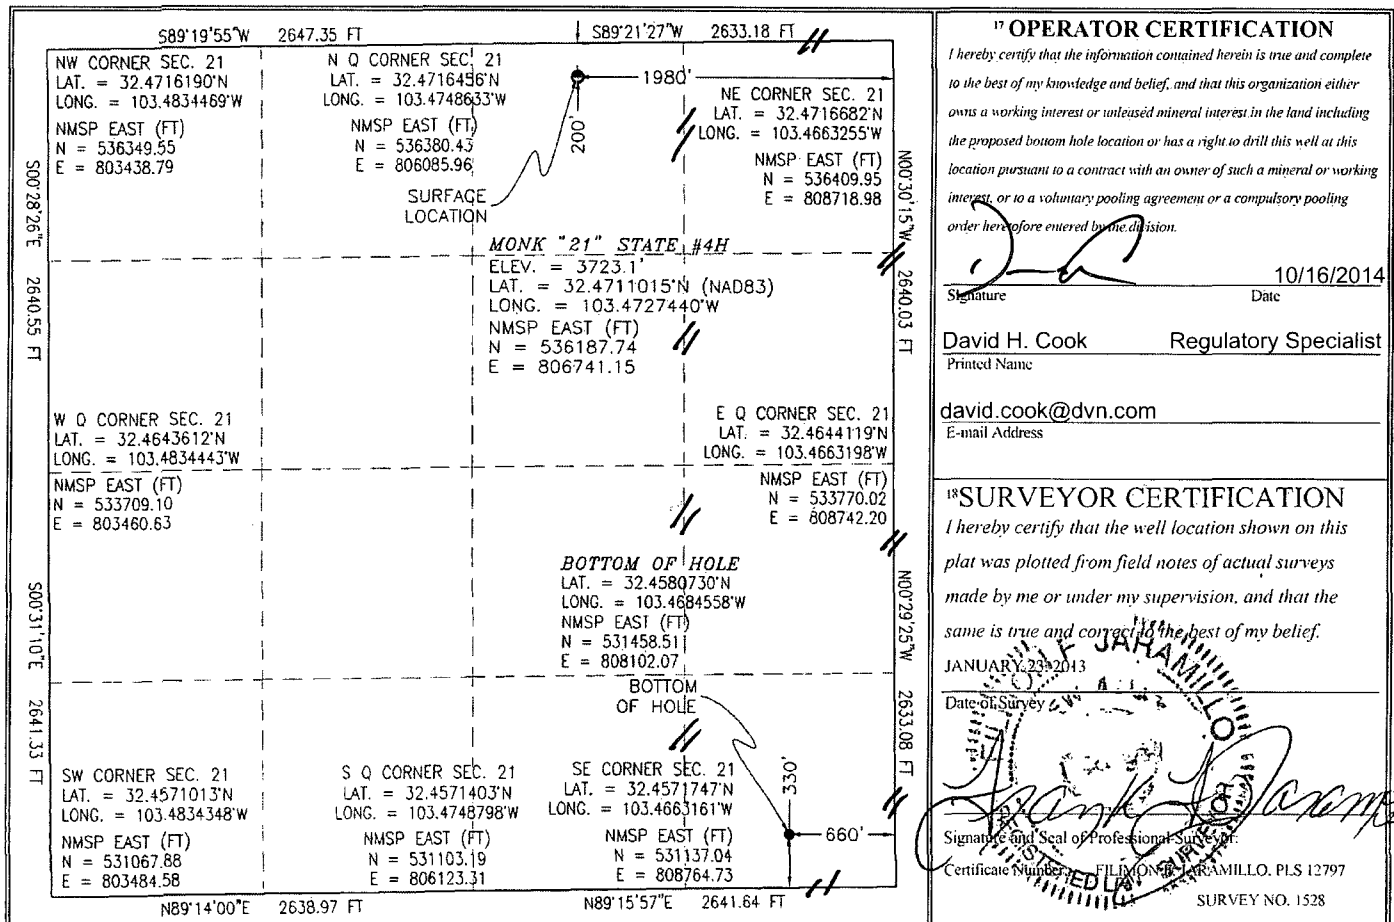 S89°19'55"W 2647.35 FT
S89°21'27"W 2633.18 FT
NW CORNER SEC. 21
LAT. = 32.4716190°N
LONG. = 103.4834469°W
NMSP EAST (FT)
N = 536349.55
E = 803438.79
N Q CORNER SEC. 21
LAT. = 32.4716456°N
LONG. = 103.4748633°W
NMSP EAST (FT)
N = 536380.43
E = 806085.96
1980'
200'
NE CORNER SEC. 21
LAT. = 32.4716682°N
LONG. = 103.4663255°W
NMSP EAST (FT)
N = 536409.95
E = 808718.98
SURFACE
LOCATION
S00°28'26"E 2640.55 FT
N00°30'15"W 2640.03 FT
MONK "21" STATE #4H
ELEV. = 3723.1'
LAT. = 32.4711015°N (NAD83)
LONG. = 103.4727440°W
NMSP EAST (FT)
N = 536187.74
E = 806741.15
W Q CORNER SEC. 21
LAT. = 32.4643612°N
LONG. = 103.4834443°W
NMSP EAST (FT)
N = 533709.10
E = 803460.63
E Q CORNER SEC. 21
LAT. = 32.4644119°N
LONG. = 103.4663198°W
NMSP EAST (FT)
N = 533770.02
E = 808742.20
BOTTOM OF HOLE
LAT. = 32.4580730°N
LONG. = 103.4684558°W
NMSP EAST (FT)
N = 531458.51
E = 808102.07
S00°31'10"E 2641.33 FT
N00°29'25"W 2633.08 FT
BOTTOM
OF HOLE
330'
660'
SW CORNER SEC. 21
LAT. = 32.4571013°N
LONG. = 103.4834348°W
NMSP EAST (FT)
N = 531067.88
E = 803484.58
S Q CORNER SEC. 21
LAT. = 32.4571403°N
LONG. = 103.4748798°W
NMSP EAST (FT)
N = 531103.19
E = 806123.31
SE CORNER SEC. 21
LAT. = 32.4571747°N
LONG. = 103.4663161°W
NMSP EAST (FT)
N = 531137.04
E = 808764.73
N89°14'00"E 2638.97 FT
N89°15'57"E 2641.64 FT
17 OPERATOR CERTIFICATION
I hereby certify that the information contained herein is true and complete
to the best of my knowledge and belief, and that this organization either
owns a working interest or unleased mineral interest in the land including
the proposed bottom hole location or has a right to drill this well at this
location pursuant to a contract with an owner of such a mineral or working
interest, or to a voluntary pooling agreement or a compulsory pooling
order heretofore entered by the division.
10/16/2014
Signature Date
David H. Cook Regulatory Specialist
Printed Name
david.cook@dvn.com
E-mail Address
18 SURVEYOR CERTIFICATION
I hereby certify that the well location shown on this
plat was plotted from field notes of actual surveys
made by me or under my supervision, and that the
same is true and correct to the best of my belief.
JANUARY 23, 2013
Date of Survey
Signature and Seal of Professional Surveyor:
Certificate Number: FILIMON F. JARAMILLO, PLS 12797
SURVEY NO. 1528